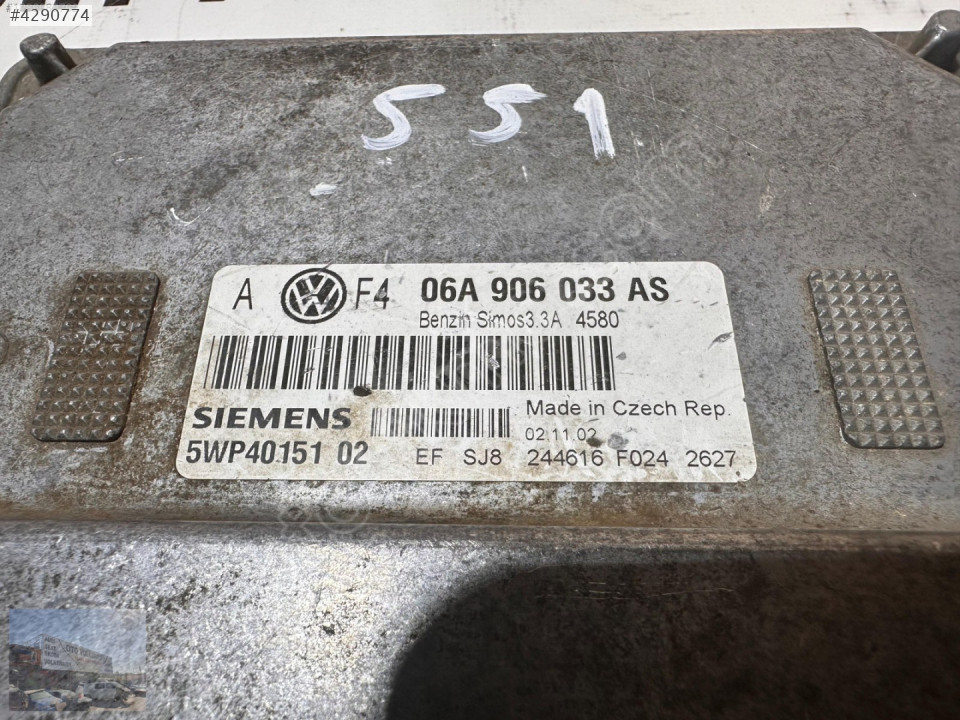 #4290774
551
A VW F4 06A 906 033 AS
Benzin Simos3.3A 4580
SIEMENS
Made in Czech Rep.
02.11.02
5WP40151 02 EF SJ8 244616 F024 2627